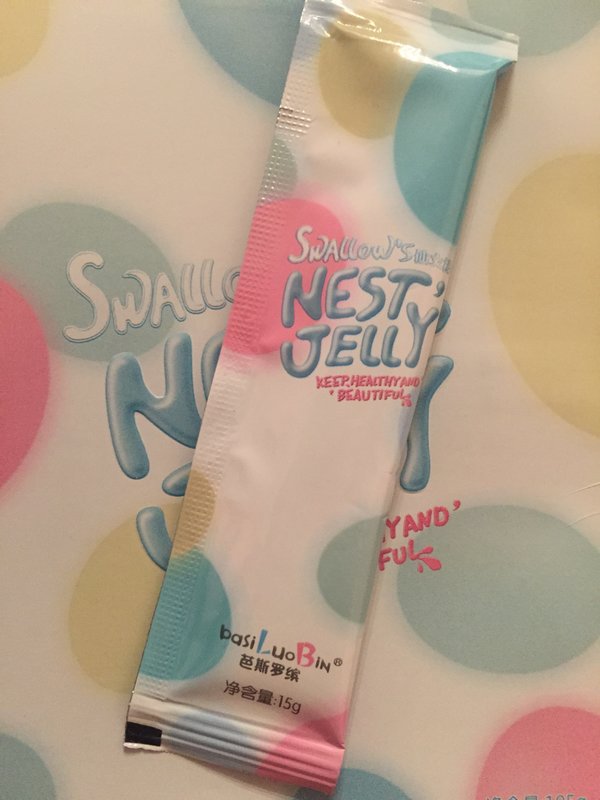 SWALLOW'S
NEST'
JELLY
KEEP.HEALTHY AND
'BEAUTIFUL
basiLuoBiN®
芭斯罗缤
净含量:15g
SWALLO
N
J
Y
YAND'
FUL